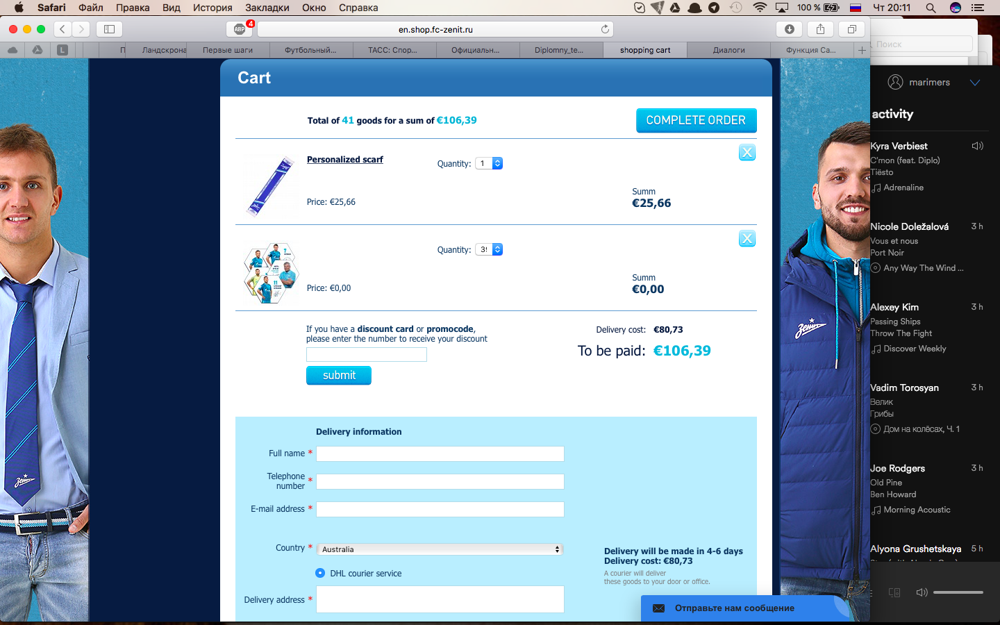 Safari Файл Правка Вид История Закладки Окно Справка
100 % Чт 20:11
ABP 4
en.shop.fc-zenit.ru
L
П
Ландскрона
Первые шаги
Футбольный...
ТАСС: Спор...
Официальн...
Diplomny_te...
shopping cart
Диалоги
Функция Ca...
Поиск
Cart
Total of 41 goods for a sum of €106,39
COMPLETE ORDER
Personalized scarf
Quantity: 1
X
Price: €25,66
Summ
€25,66
Quantity: 39
X
Price: €0,00
Summ
€0,00
If you have a discount card or promocode,
please enter the number to receive your discount
submit
Delivery cost: €80,73
To be paid: €106,39
Delivery information
Full name *
Telephone
number *
E-mail address *
Country *
Australia
DHL courier service
Delivery address *
Delivery will be made in 4-6 days
Delivery cost: €80,73
A courier will deliver
these goods to your door or office.
Отправьте нам сообщение
Зенит
Зенит
marimers
activity
Kyra Verbiest
C'mon (feat. Diplo)
Tiësto
Adrenaline
Nicole Doležalová 3 h
Vous et nous
Port Noir
Any Way The Wind ...
Alexey Kim 3 h
Passing Ships
Throw The Fight
Discover Weekly
Vadim Torosyan 3 h
Велик
Грибы
Дом на колёсах, Ч. 1
Joe Rodgers 3 h
Old Pine
Ben Howard
Morning Acoustic
Alyona Grushetskaya 5 h